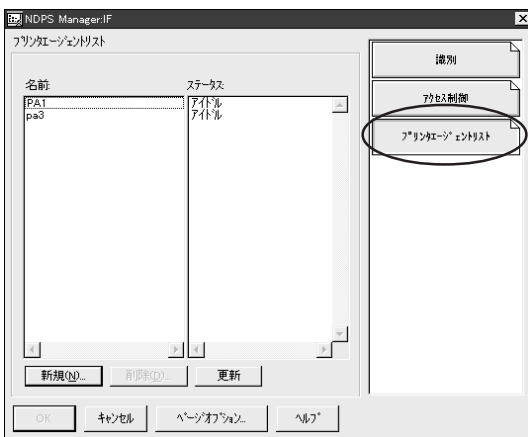 NDPS Manager:IF
プリンタエージェントリスト
名前:
ステータス:
PA1
アイドル
pa3
アイドル
新規(N)...
削除(D)...
更新
識別
アクセス制御
プリンタエージェントリスト
OK
キャンセル
ページオプション...
ヘルプ